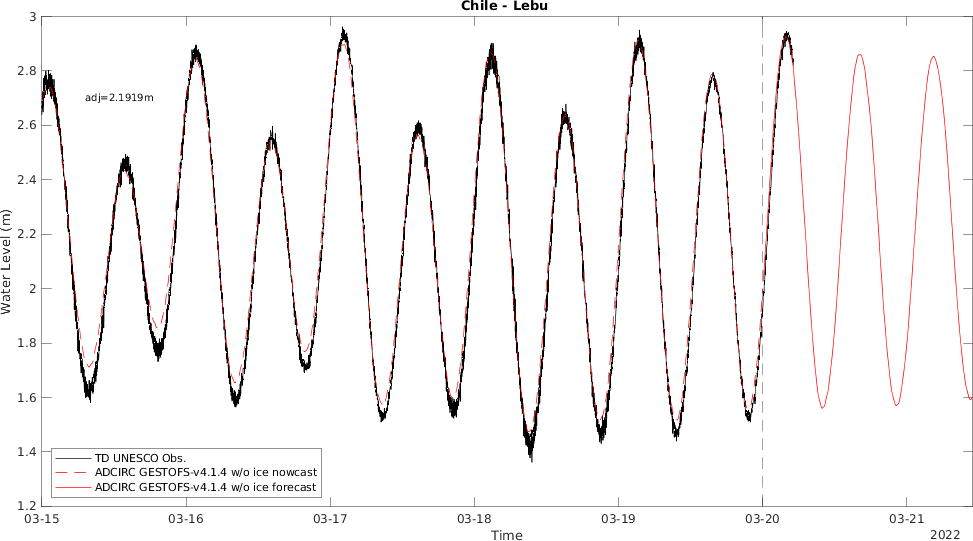 Chile - Lebu
3
2.8
2.6
2.4
2.2
2
1.8
1.6
1.4
1.2
Water Level (m)
adj=2.1919m
TD UNESCO Obs.
ADCIRC GESTOFS-v4.1.4 w/o ice nowcast
ADCIRC GESTOFS-v4.1.4 w/o ice forecast
03-15 03-16 03-17 03-18 03-19 03-20 03-21
Time
2022